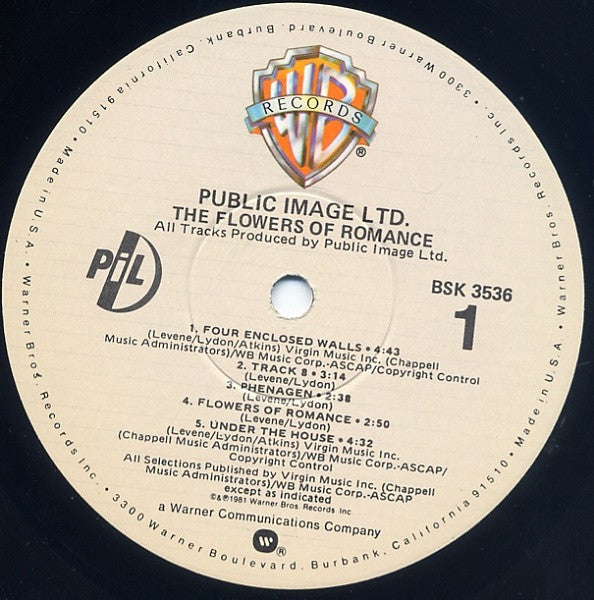 WB
RECORDS
®
PUBLIC IMAGE LTD.
THE FLOWERS OF ROMANCE
All Tracks Produced by Public Image Ltd.
PiL
BSK 3536
1
1. FOUR ENCLOSED WALLS • 4:43
(Levene/Lydon/Atkins) Virgin Music Inc. (Chappell
Music Administrators)/WB Music Corp.-ASCAP/Copyright Control
2. TRACK 8 • 3:14
(Levene/Lydon)
3. PHENAGEN • 2:38
(Levene/Lydon)
4. FLOWERS OF ROMANCE • 2:50
(Levene/Lydon)
5. UNDER THE HOUSE • 4:32
(Levene/Lydon/Atkins) Virgin Music Inc.
(Chappell Music Administrators)/WB Music Corp.-ASCAP/
Copyright Control
All Selections Published by Virgin Music Inc. (Chappell
Music Administrators)/WB Music Corp.-ASCAP
except as indicated
©&℗1981 Warner Bros. Records Inc.
a Warner Communications Company
W®
Warner Bros. Records Inc. • 3300 Warner Boulevard, Burbank, California 91510 • Made in U.S.A. • Warner Bros. Records Inc. • 3300 Warner Boulevard, Burbank, California 91510 • Made in U.S.A. •